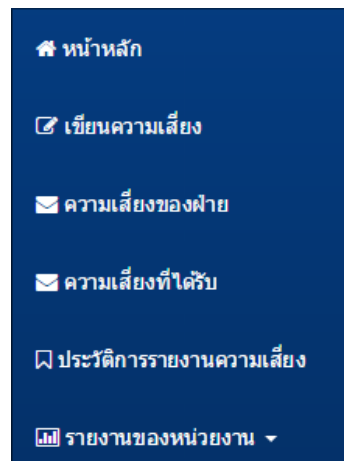 หน้าหลัก
เขียนความเสี่ยง
ความเสี่ยงของฝ่าย
ความเสี่ยงที่ได้รับ
ประวัติการรายงานความเสี่ยง
รายงานของหน่วยงาน